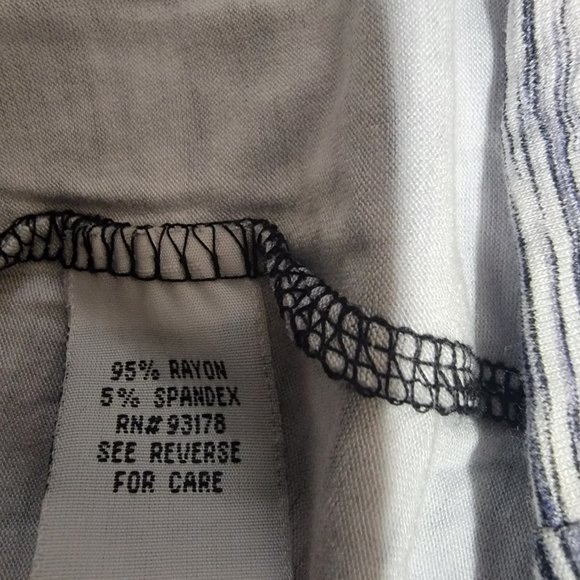 95% RAYON
5% SPANDEX
RN# 93178
SEE REVERSE
FOR CARE